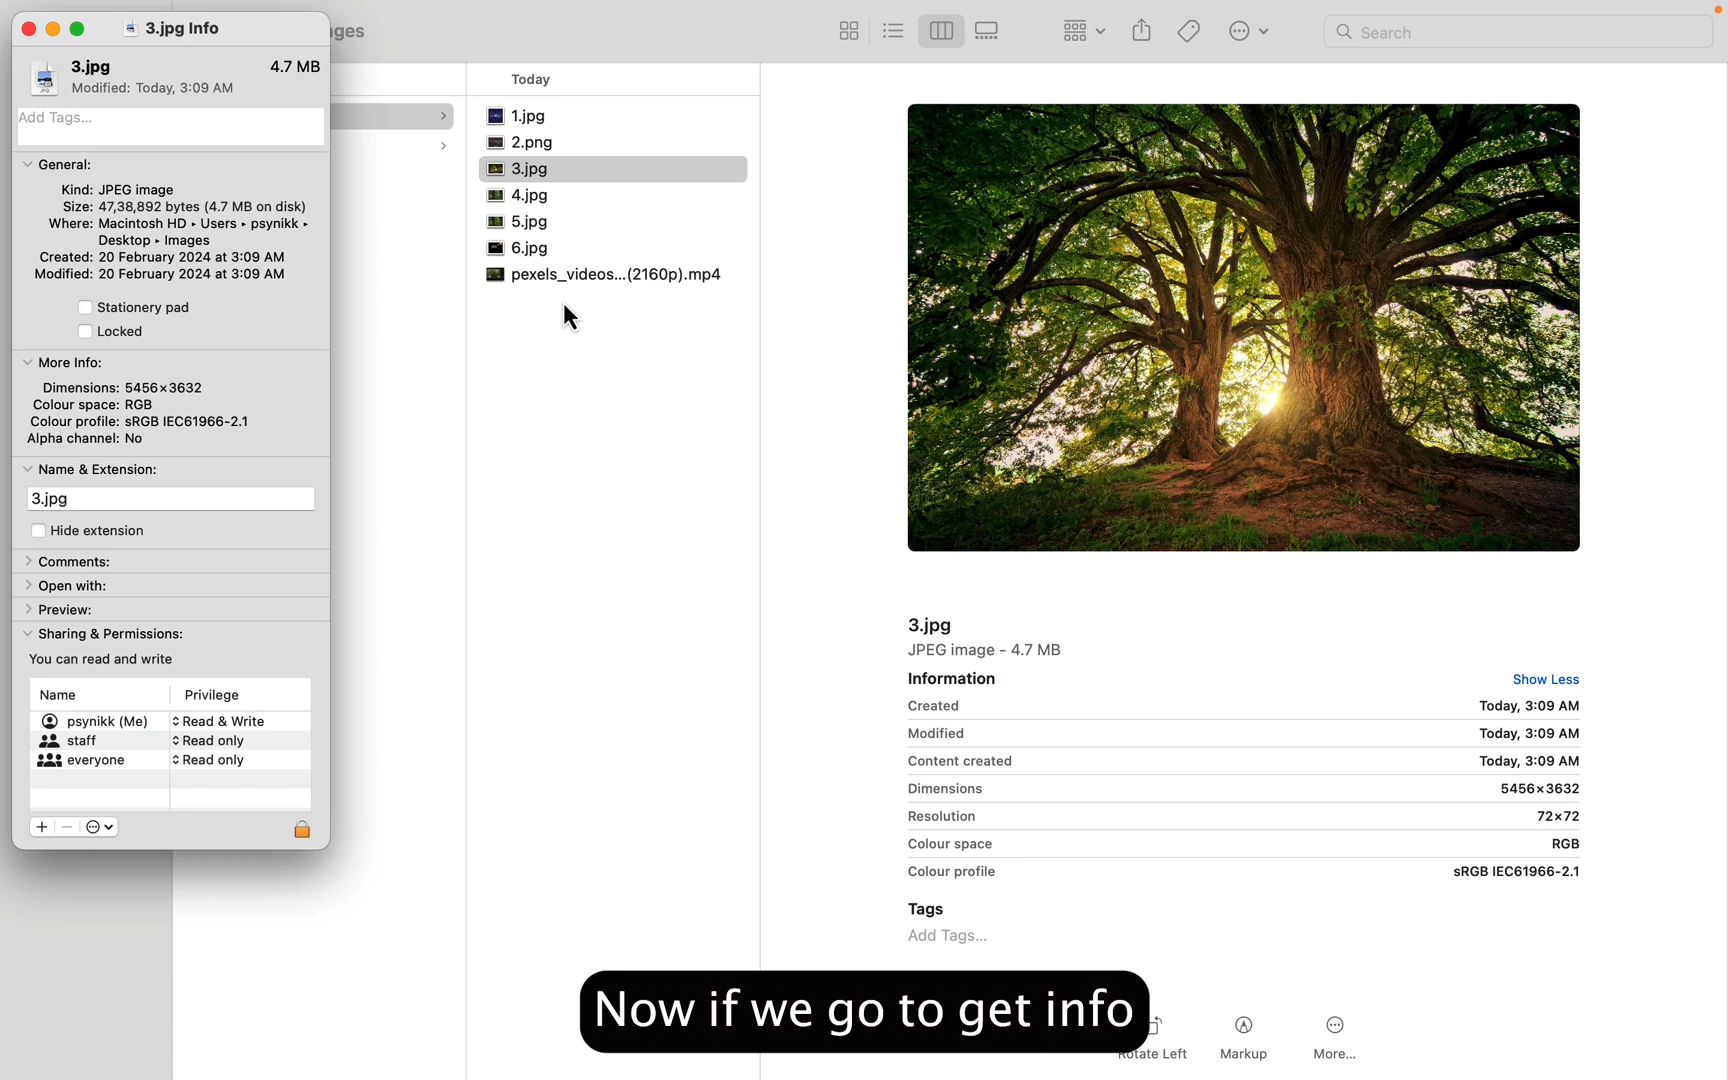 3.jpg Info
3.jpg
4.7 MB
Modified: Today, 3:09 AM
Add Tags...
General:
Kind: JPEG image
Size: 47,38,892 bytes (4.7 MB on disk)
Where: Macintosh HD ▸ Users ▸ psynikk ▸
Desktop ▸ Images
Created: 20 February 2024 at 3:09 AM
Modified: 20 February 2024 at 3:09 AM
Stationery pad
Locked
More Info:
Dimensions: 5456×3632
Colour space: RGB
Colour profile: sRGB IEC61966-2.1
Alpha channel: No
Name & Extension:
3.jpg
Hide extension
Comments:
Open with:
Preview:
Sharing & Permissions:
You can read and write
Name Privilege
psynikk (Me) Read & Write
staff Read only
everyone Read only
Search
Today
1.jpg
2.png
3.jpg
4.jpg
5.jpg
6.jpg
pexels_videos...(2160p).mp4
3.jpg
JPEG image - 4.7 MB
Information Show Less
Created Today, 3:09 AM
Modified Today, 3:09 AM
Content created Today, 3:09 AM
Dimensions 5456×3632
Resolution 72×72
Colour space RGB
Colour profile sRGB IEC61966-2.1
Tags
Add Tags...
Rotate Left
Markup
More...
Now if we go to get info